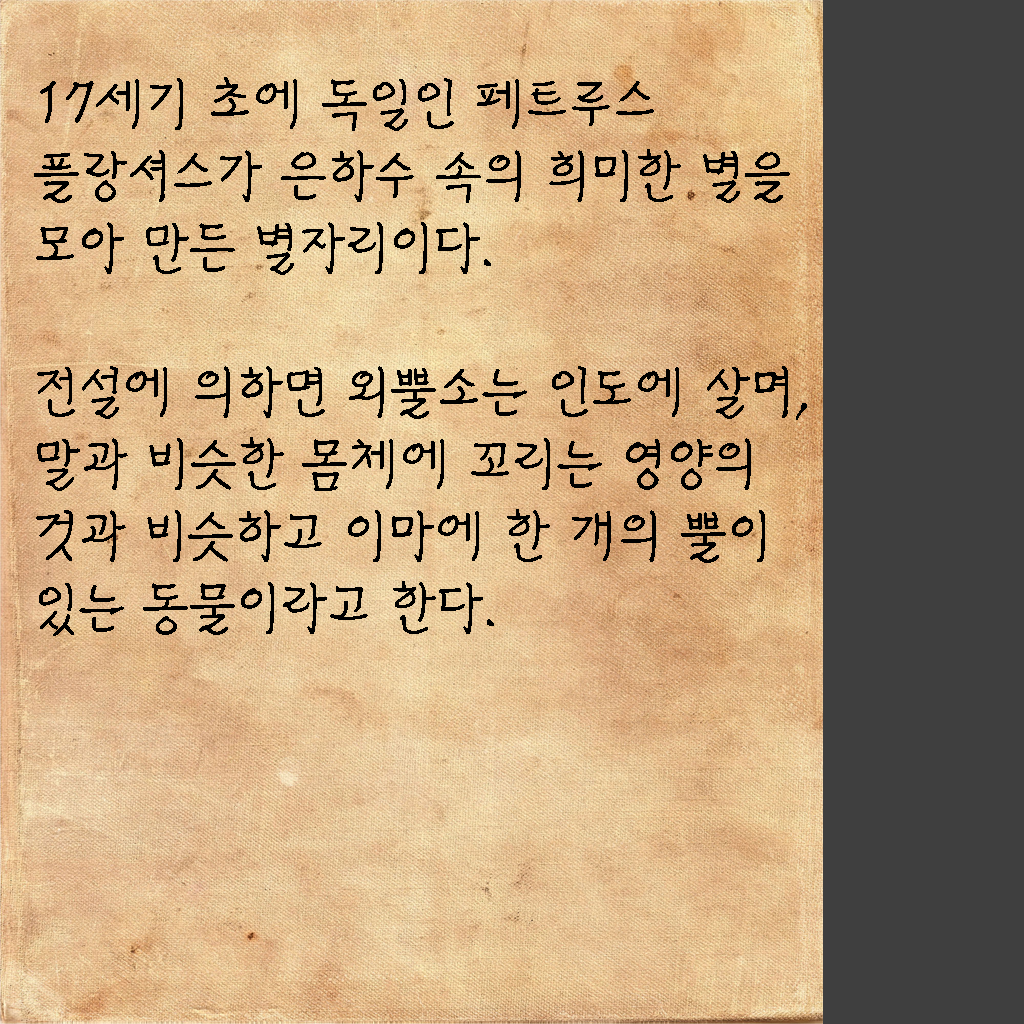 17세기 초에 독일인 페트루스
플랑셔스가 은하수 속의 희미한 별을
모아 만든 별자리이다.
전설에 의하면 외뿔소는 인도에 살며,
말과 비슷한 몸체에 꼬리는 영양의
것과 비슷하고 이마에 한 개의 뿔이
있는 동물이라고 한다.